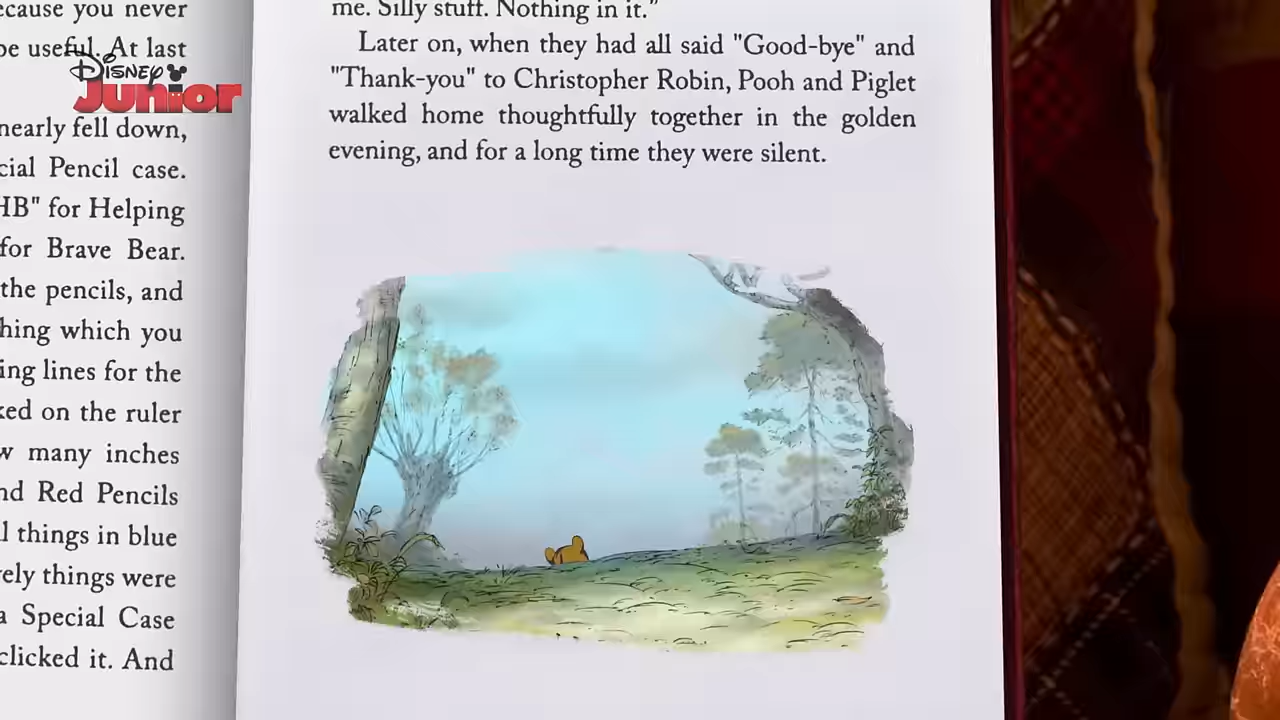 ecause you never
be useful. At last
DISNEY
Junior
nearly fell down,
cial Pencil case.
HB" for Helping
for Brave Bear.
the pencils, and
hing which you
ing lines for the
ked on the ruler
w many inches
nd Red Pencils
l things in blue
vely things were
a Special Case
clicked it. And
me. Silly stuff. Nothing in it."
Later on, when they had all said "Good-bye" and
"Thank-you" to Christopher Robin, Pooh and Piglet
walked home thoughtfully together in the golden
evening, and for a long time they were silent.